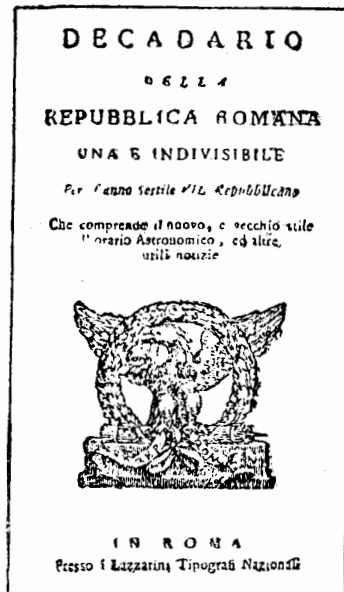 DECADARIO
DELLA
REPUBBLICA ROMANA
UNA E INDIVISIBILE
Per l'anno sestile VII. Repubblicano
Che comprende il nuovo, e vecchio stile
l'orario Astronomico, ed altre,
utili notizie
IN ROMA
Presso i Lazzarini Tipografi Nazionali